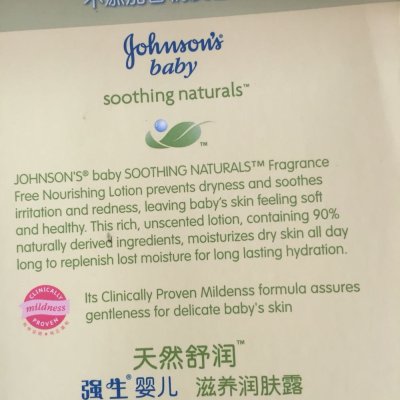 Johnson's®
baby
soothing naturals™
™
JOHNSON'S® baby SOOTHING NATURALS™ Fragrance
Free Nourishing Lotion prevents dryness and soothes
irritation and redness, leaving baby's skin feeling soft
and healthy. This rich, unscented lotion, containing 90%
naturally derived ingredients, moisturizes dry skin all day
long to replenish lost moisture for long lasting hydration.
CLINICALLY
mildness
PROVEN
Its Clinically Proven Mildenss formula assures
gentleness for delicate baby's skin
天然舒润™
强生®婴儿 滋养润肤露